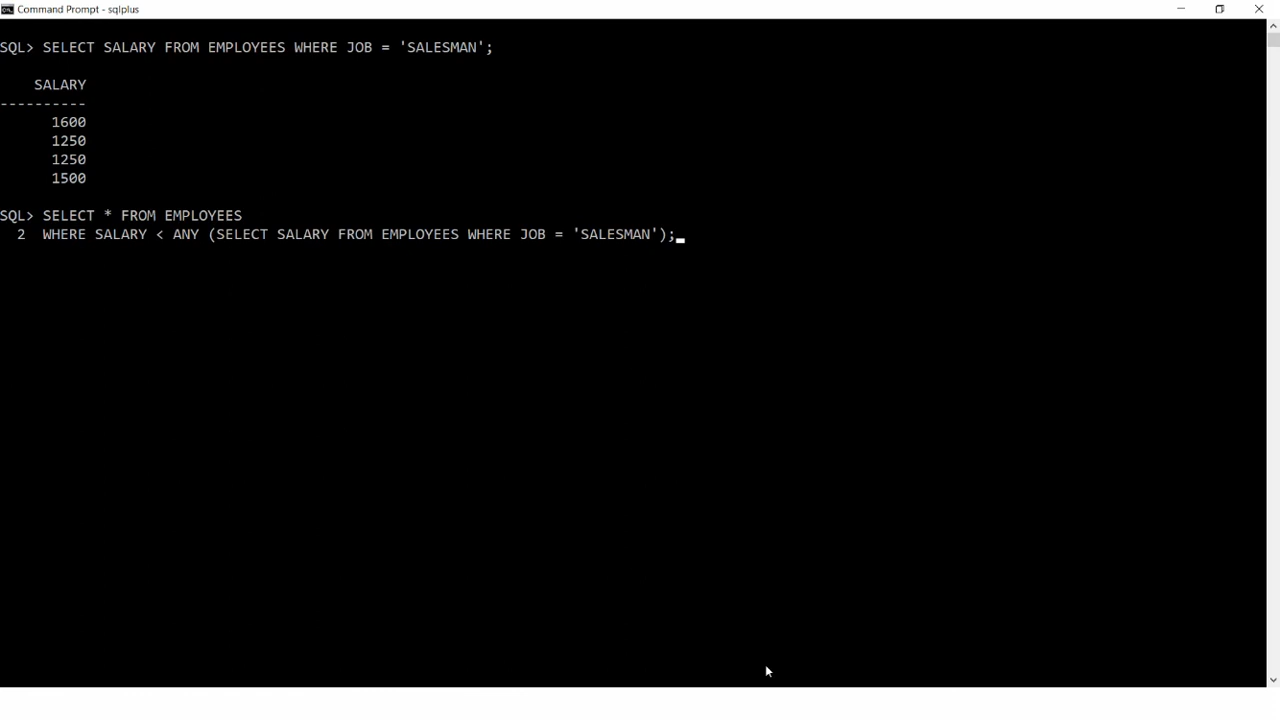 Command Prompt - sqlplus
SQL> SELECT SALARY FROM EMPLOYEES WHERE JOB = 'SALESMAN';
SALARY
----------
1600
1250
1250
1500
SQL> SELECT * FROM EMPLOYEES
2 WHERE SALARY < ANY (SELECT SALARY FROM EMPLOYEES WHERE JOB = 'SALESMAN');